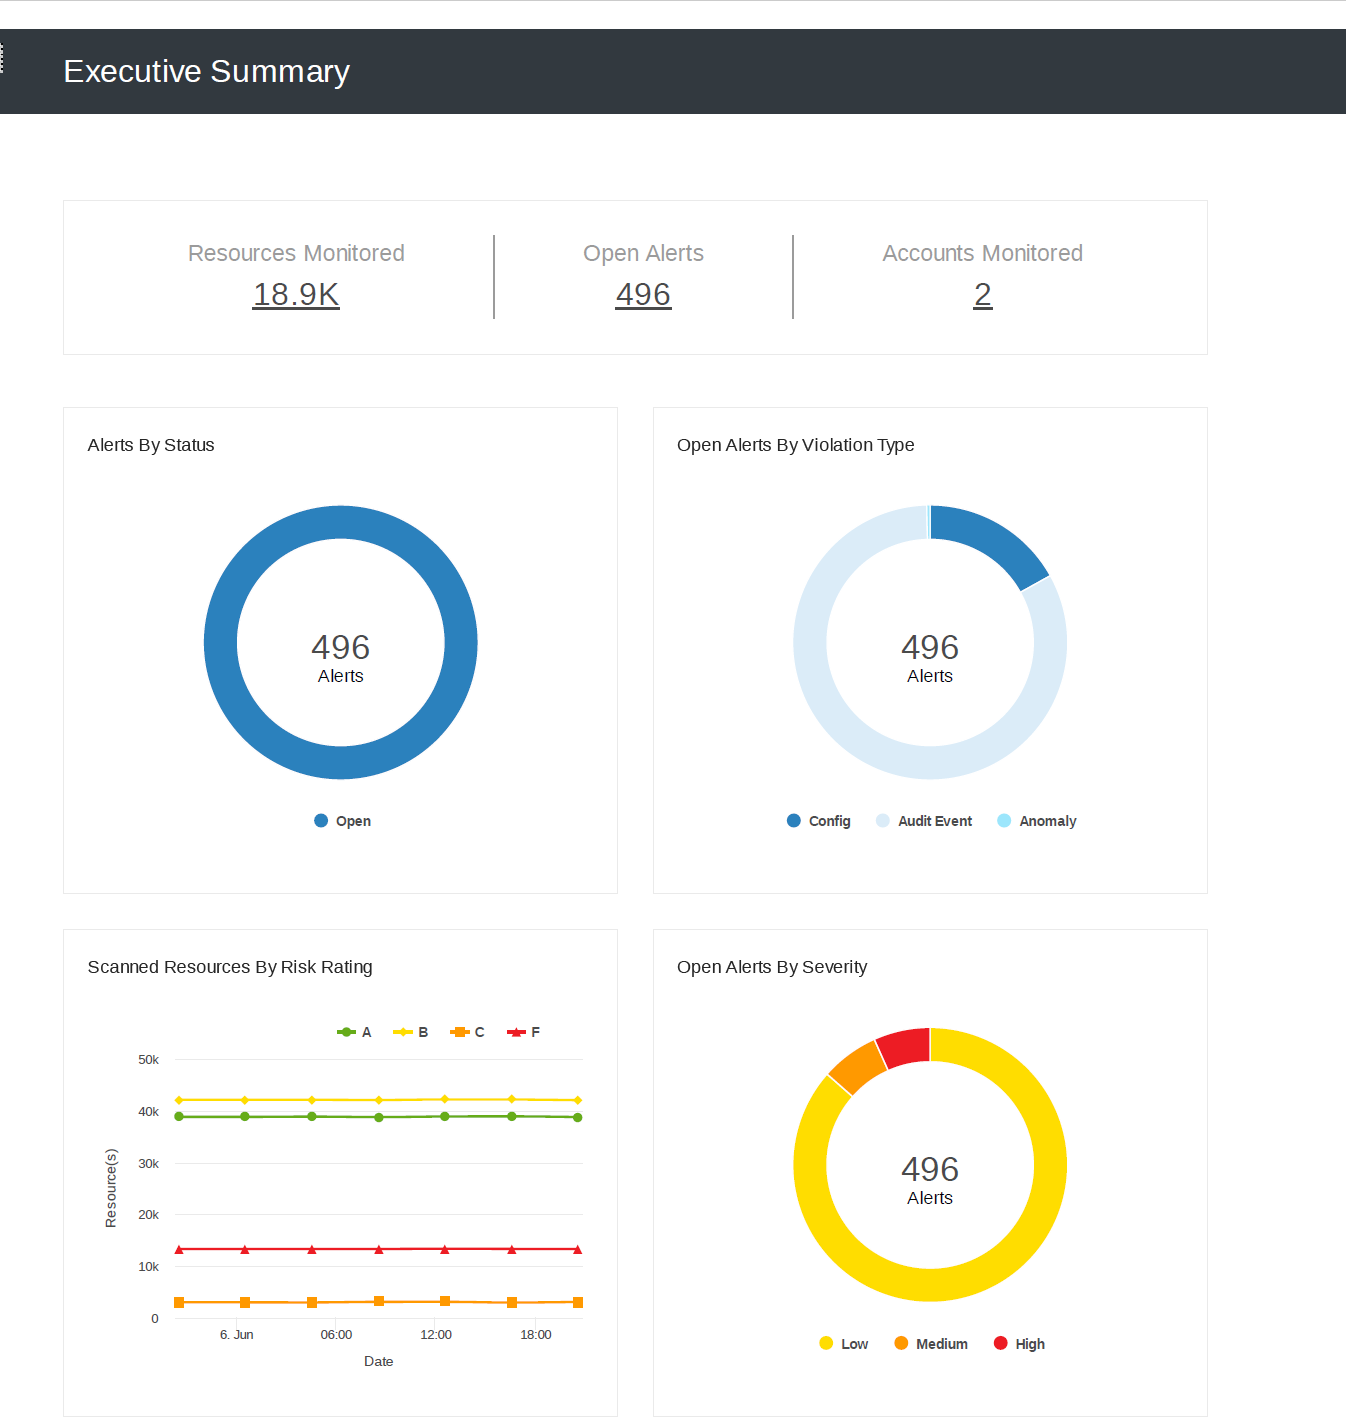 Executive Summary
Resources Monitored
18.9K
Open Alerts
496
Accounts Monitored
2
Alerts By Status
496
Alerts
Open
Open Alerts By Violation Type
496
Alerts
Config Audit Event Anomaly
Scanned Resources By Risk Rating
A B C F
50k
40k
30k
20k
10k
0
Resource(s)
6. Jun 06:00 12:00 18:00
Date
Open Alerts By Severity
496
Alerts
Low Medium High